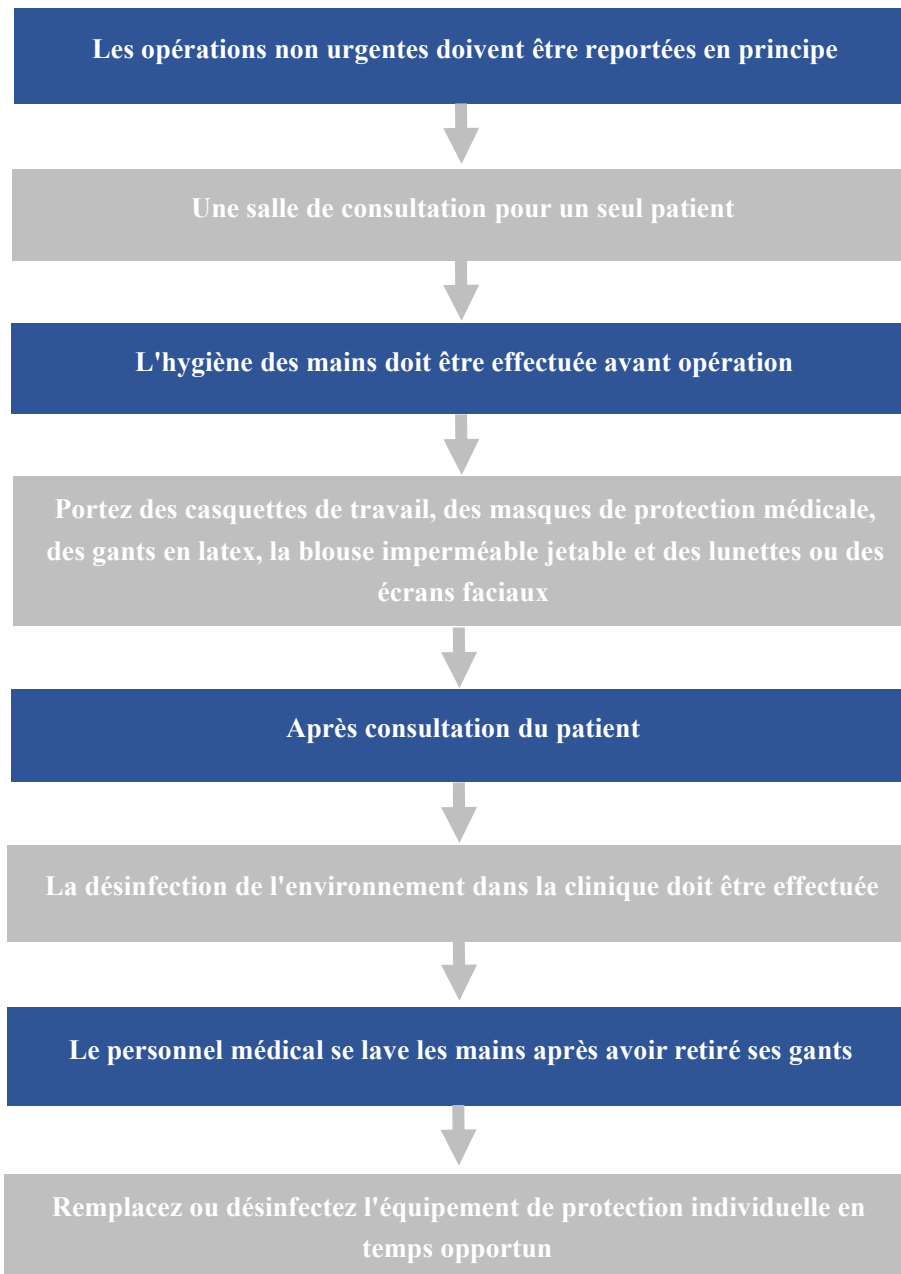 Les opérations non urgentes doivent être reportées en principe
Une salle de consultation pour un seul patient
L'hygiène des mains doit être effectuée avant opération
Portez des casquettes de travail, des masques de protection médicale,
des gants en latex, la blouse imperméable jetable et des lunettes ou des
écrans faciaux
Après consultation du patient
La désinfection de l'environnement dans la clinique doit être effectuée
Le personnel médical se lave les mains après avoir retiré ses gants
Remplacez ou désinfectez l'équipement de protection individuelle en
temps opportun